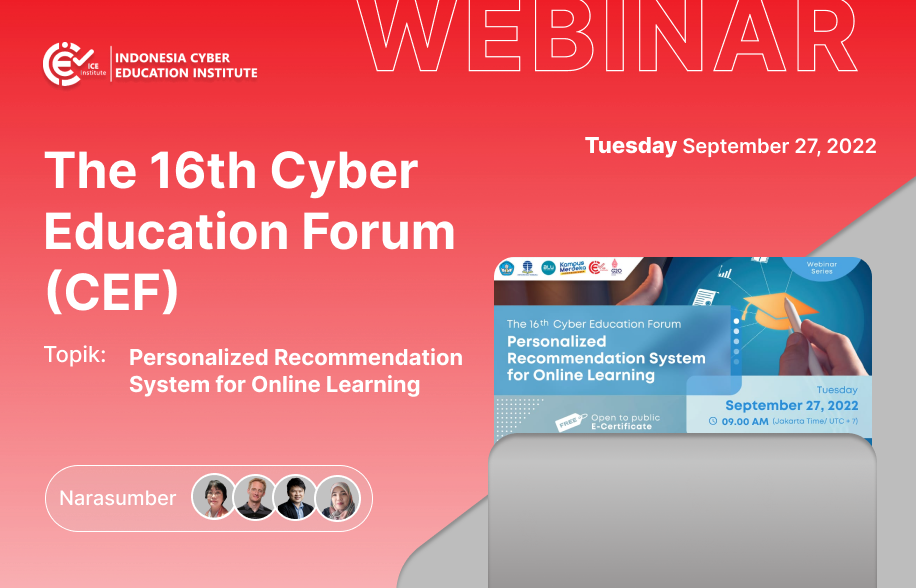 WEBINAR
ICE
Institute
INDONESIA CYBER
EDUCATION INSTITUTE
Tuesday September 27, 2022
The 16th Cyber
Education Forum
(CEF)
Topik:
Personalized Recommendation
System for Online Learning
Narasumber
Kampus
Merdeka
G20
Webinar
Series
The 16th Cyber Education Forum
Personalized
Recommendation System
for Online Learning
FREE
Open to public
E-Certificate
Tuesday
September 27, 2022
09.00 AM (Jakarta Time/ UTC + 7)